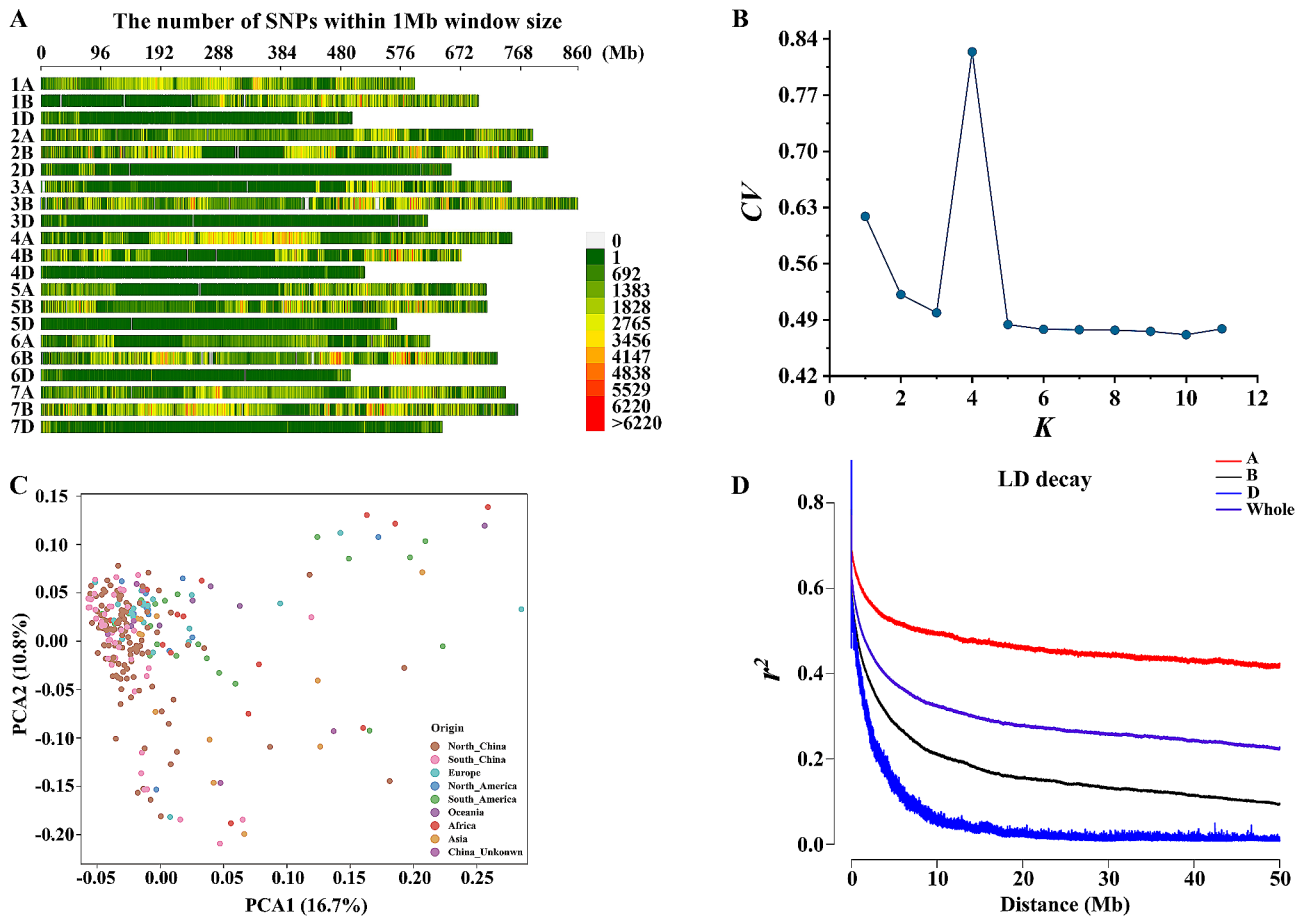 A
The number of SNPs within 1Mb window size
0 96 192 288 384 480 576 672 768 860 (Mb)
1A
1B
1D
2A
2B
2D
3A
3B
3D
4A
4B
4D
5A
5B
5D
6A
6B
6D
7A
7B
7D
0
1
692
1383
1828
2765
3456
4147
4838
5529
6220
>6220
B
CV
0.84
0.77
0.70
0.63
0.56
0.49
0.42
0 2 4 6 8 10 12
K
C
PCA2 (10.8%)
0.15
0.10
0.05
0.00
-0.05
-0.10
-0.15
-0.20
-0.05 0.00 0.05 0.10 0.15 0.20 0.25
PCA1 (16.7%)
Origin
North_China
South_China
Europe
North_America
South_America
Oceania
Africa
Asia
China_Unkonwn
D
LD decay
A
B
D
Whole
r²
0.8
0.6
0.4
0.2
0.0
0 10 20 30 40 50
Distance (Mb)